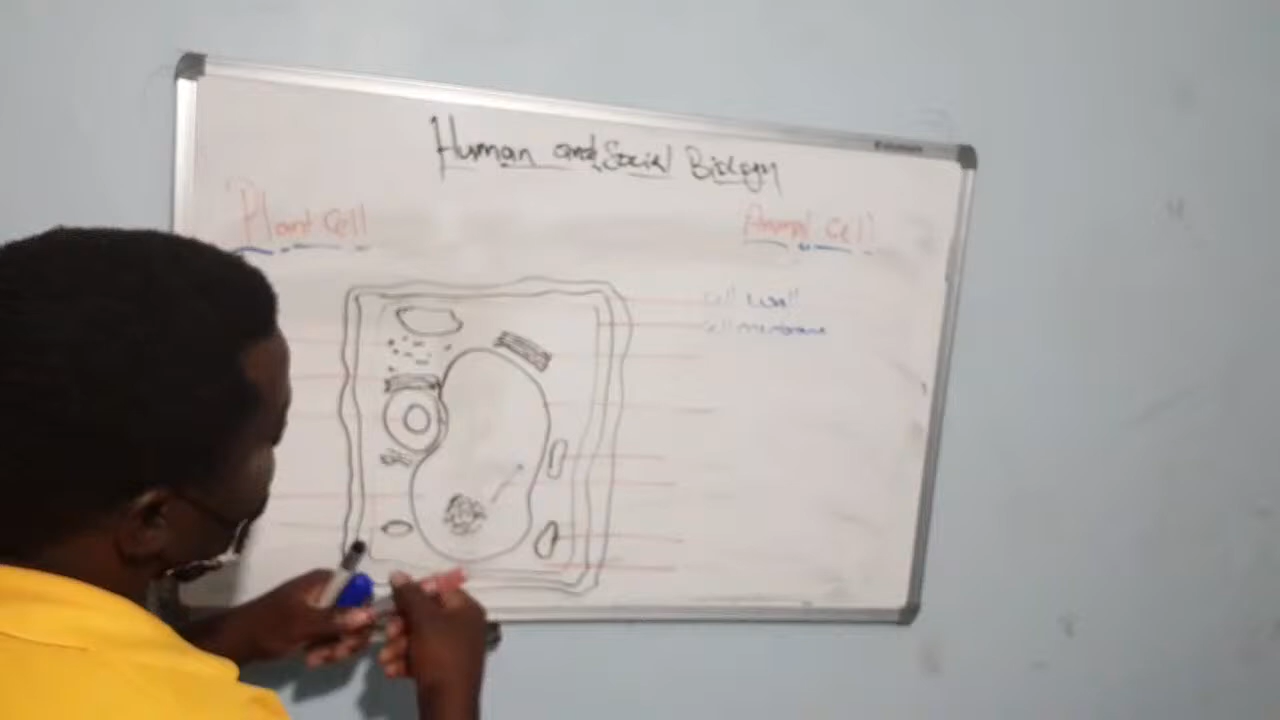 Human and Social Biology
Plant Cell
Animal Cell
Cell Wall
Cell membrane